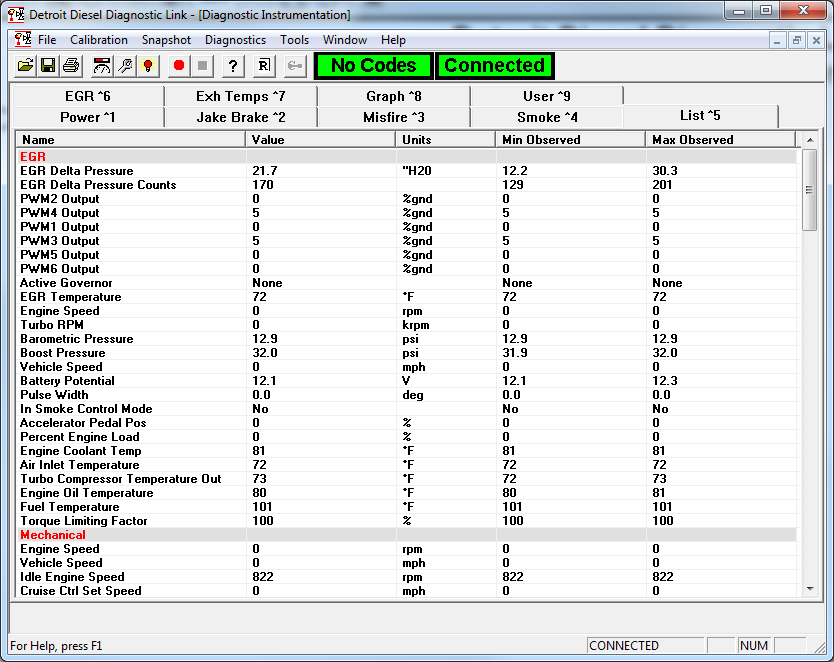 Detroit Diesel Diagnostic Link - [Diagnostic Instrumentation]
File Calibration Snapshot Diagnostics Tools Window Help
? R No Codes Connected
EGR ^6 Exh Temps ^7 Graph ^8 User ^9
Power ^1 Jake Brake ^2 Misfire ^3 Smoke ^4 List ^5
Name Value Units Min Observed Max Observed
EGR
EGR Delta Pressure 21.7 "H20 12.2 30.3
EGR Delta Pressure Counts 170 129 201
PWM2 Output 0 %gnd 0 0
PWM4 Output 5 %gnd 5 5
PWM1 Output 0 %gnd 0 0
PWM3 Output 5 %gnd 5 5
PWM5 Output 0 %gnd 0 0
PWM6 Output 0 %gnd 0 0
Active Governor None None None
EGR Temperature 72 °F 72 72
Engine Speed 0 rpm 0 0
Turbo RPM 0 krpm 0 0
Barometric Pressure 12.9 psi 12.9 12.9
Boost Pressure 32.0 psi 31.9 32.0
Vehicle Speed 0 mph 0 0
Battery Potential 12.1 V 12.1 12.3
Pulse Width 0.0 deg 0.0 0.0
In Smoke Control Mode No No No
Accelerator Pedal Pos 0 % 0 0
Percent Engine Load 0 % 0 0
Engine Coolant Temp 81 °F 81 81
Air Inlet Temperature 72 °F 72 72
Turbo Compressor Temperature Out 73 °F 72 73
Engine Oil Temperature 80 °F 80 81
Fuel Temperature 101 °F 101 101
Torque Limiting Factor 100 % 100 100
Mechanical
Engine Speed 0 rpm 0 0
Vehicle Speed 0 mph 0 0
Idle Engine Speed 822 rpm 822 822
Cruise Ctrl Set Speed 0 mph 0 0
For Help, press F1 CONNECTED NUM